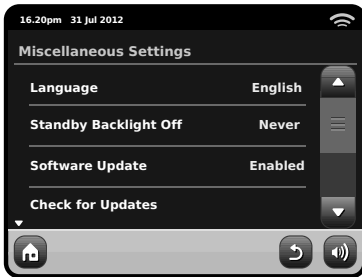 16.20pm 31 Jul 2012
Miscellaneous Settings
Language English
Standby Backlight Off Never
Software Update Enabled
Check for Updates